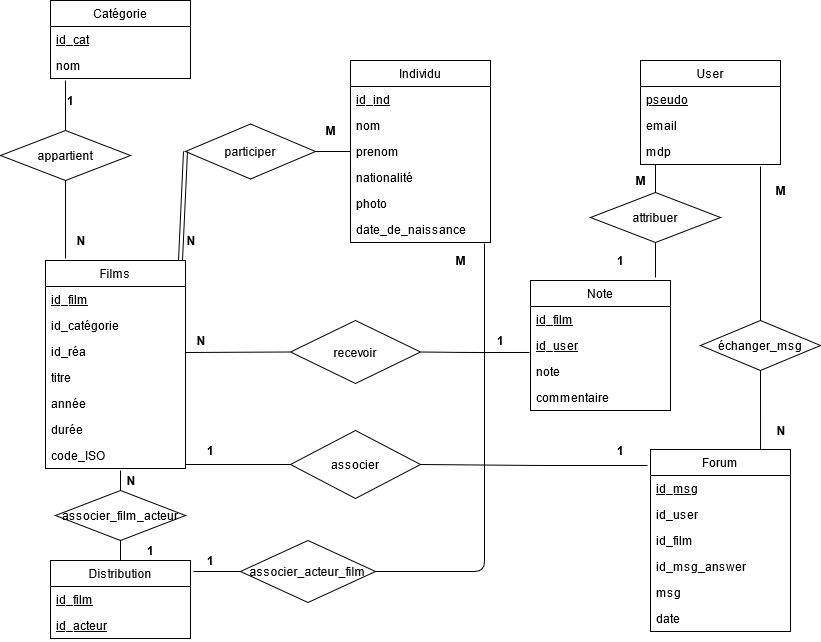 Catégorie
id_cat
nom
1
appartient
N
Individu
id_ind
nom
prenom
nationalité
photo
date_de_naissance
participer
M
N
User
pseudo
email
mdp
M
attribuer
1
M
Films
id_film
id_catégorie
id_réa
titre
année
durée
code_ISO
M
Note
id_film
id_user
note
commentaire
N
recevoir
1
échanger_msg
N
1
associer
1
Forum
id_msg
id_user
id_film
id_msg_answer
msg
date
N
associer_film_acteur
1
1
associer_acteur_film
Distribution
id_film
id_acteur